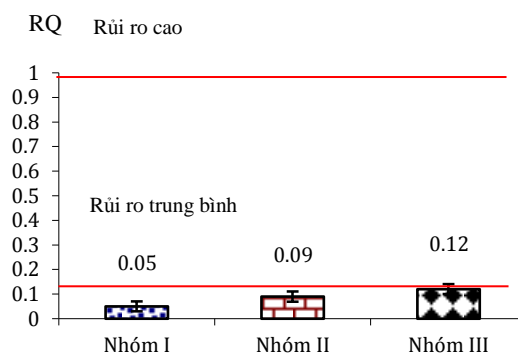 RQ
Rủi ro cao
1
0.9
0.8
0.7
0.6
0.5
0.4
0.3
0.2
0.1
0
Rủi ro trung bình
0.05
0.09
0.12
Nhóm I
Nhóm II
Nhóm III